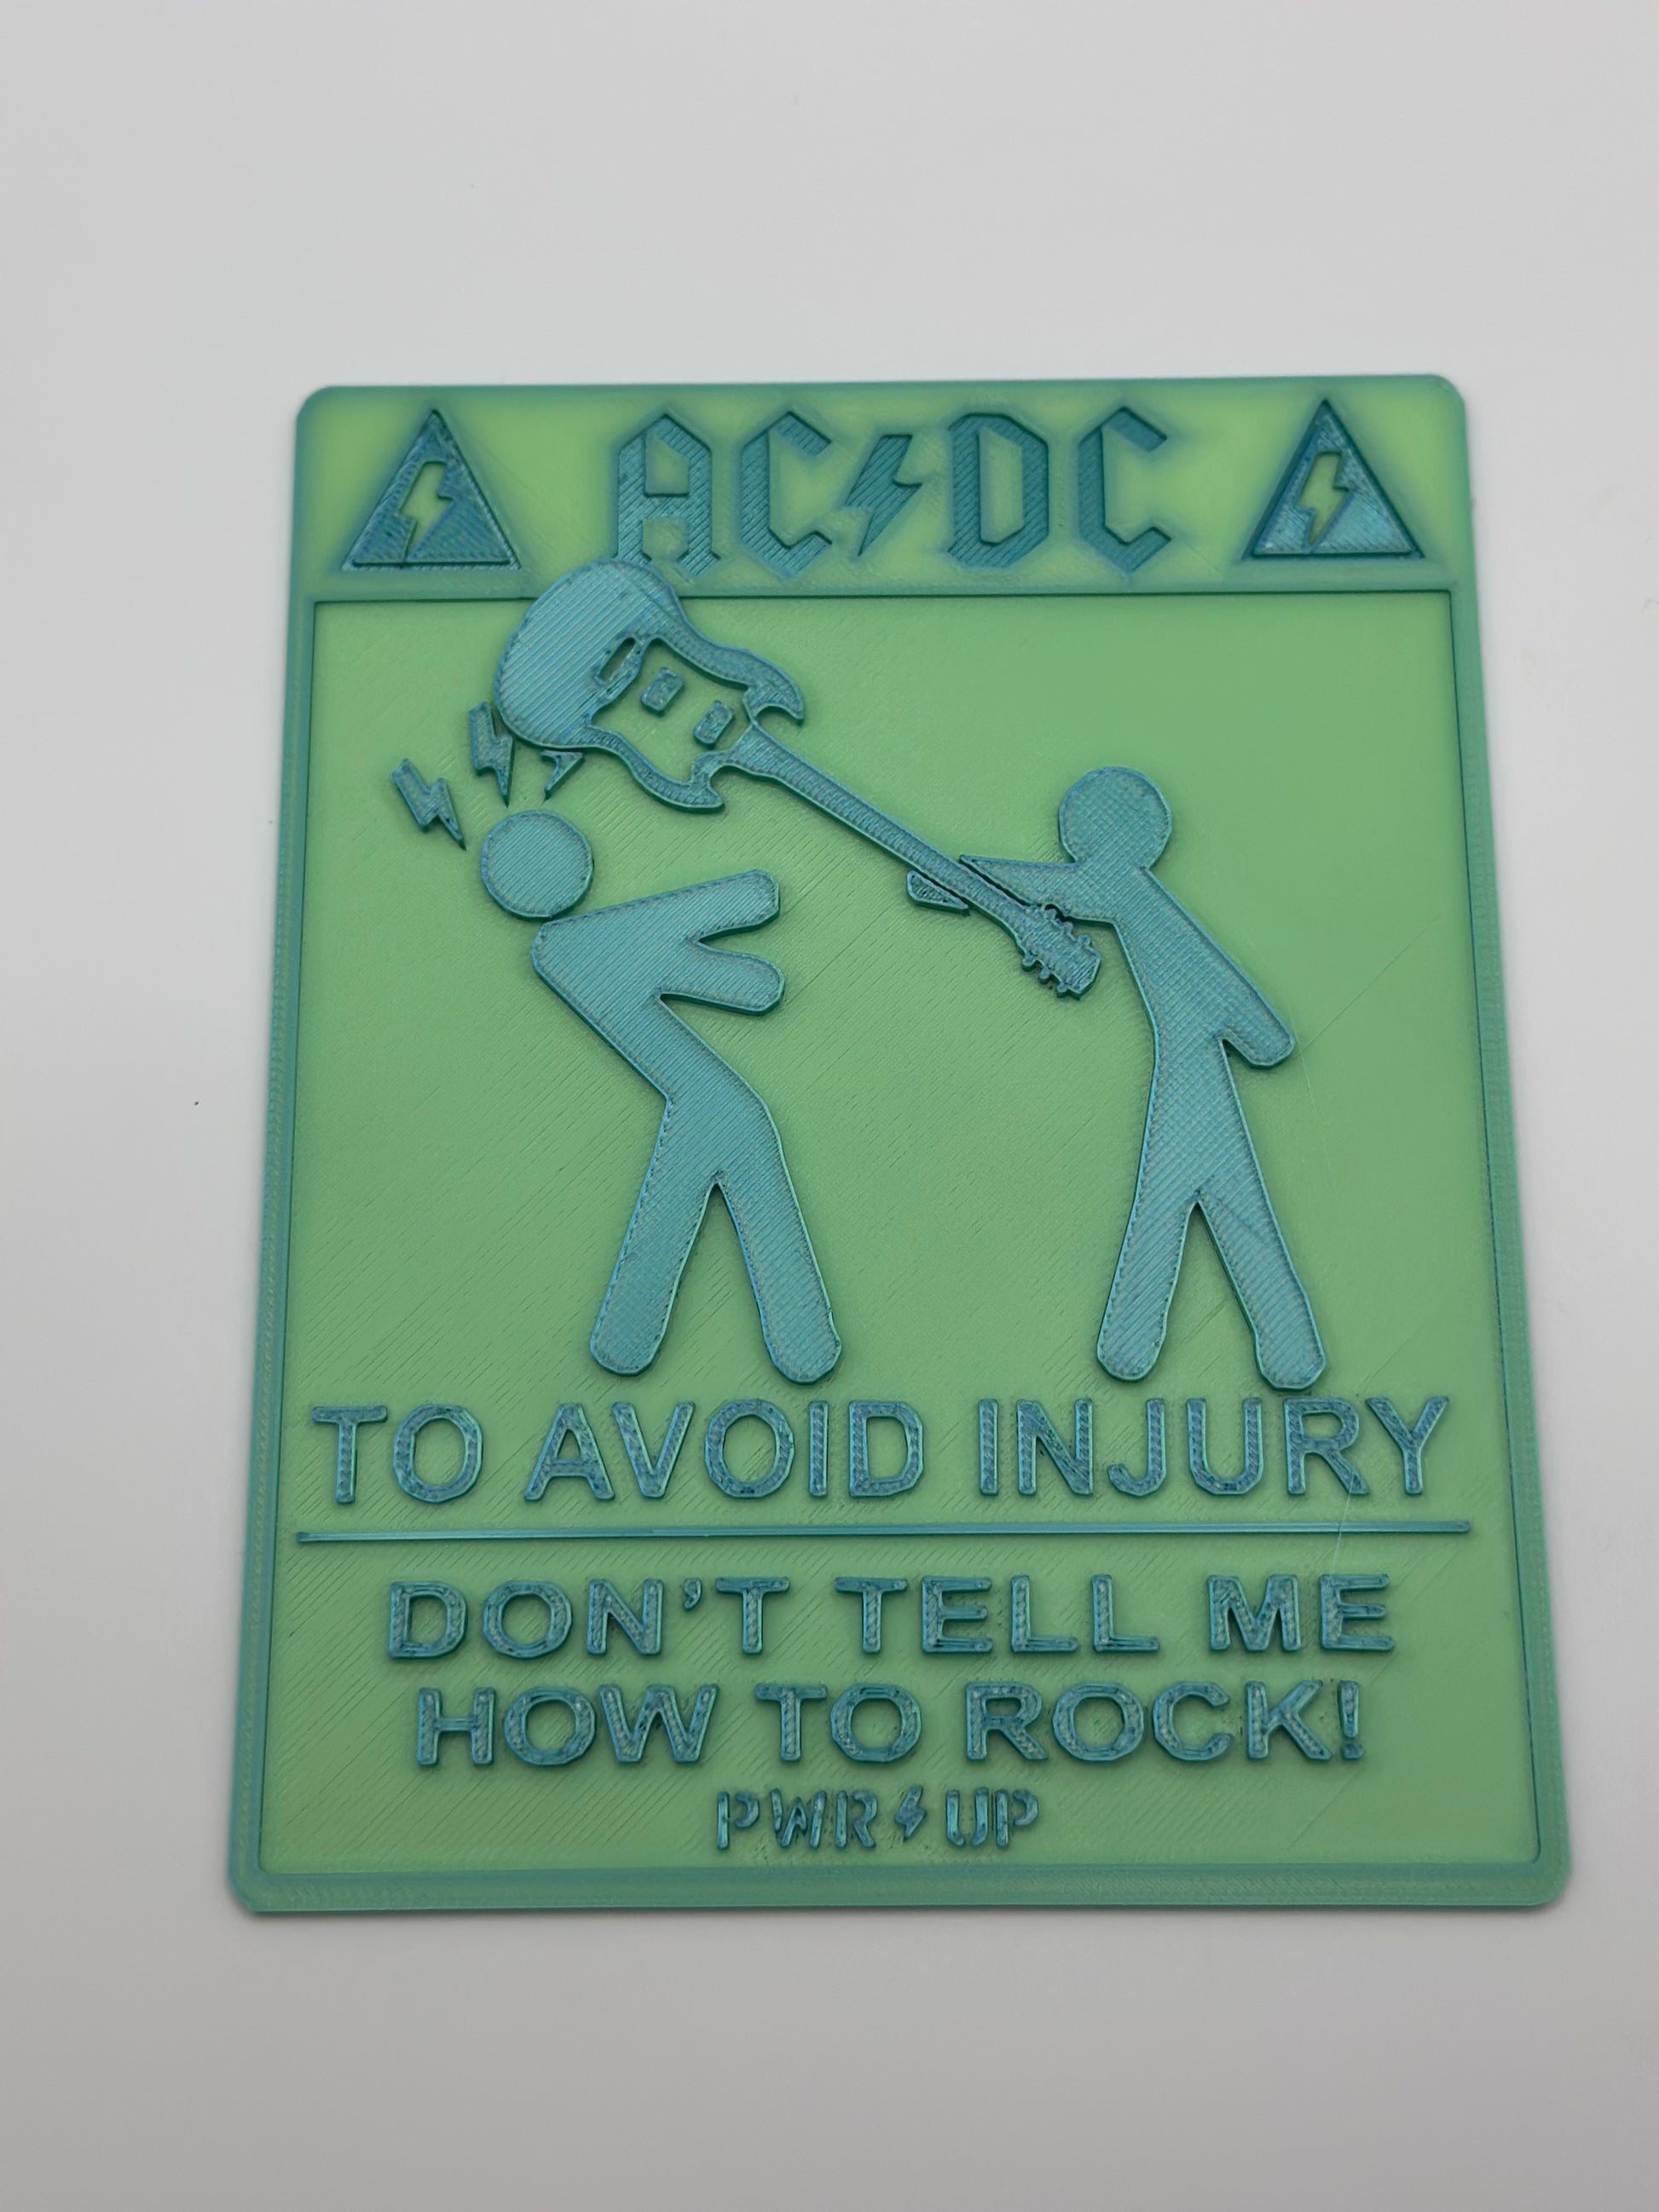 AC⚡DC
TO AVOID INJURY
DON'T TELL ME
HOW TO ROCK!
PWR⚡UP